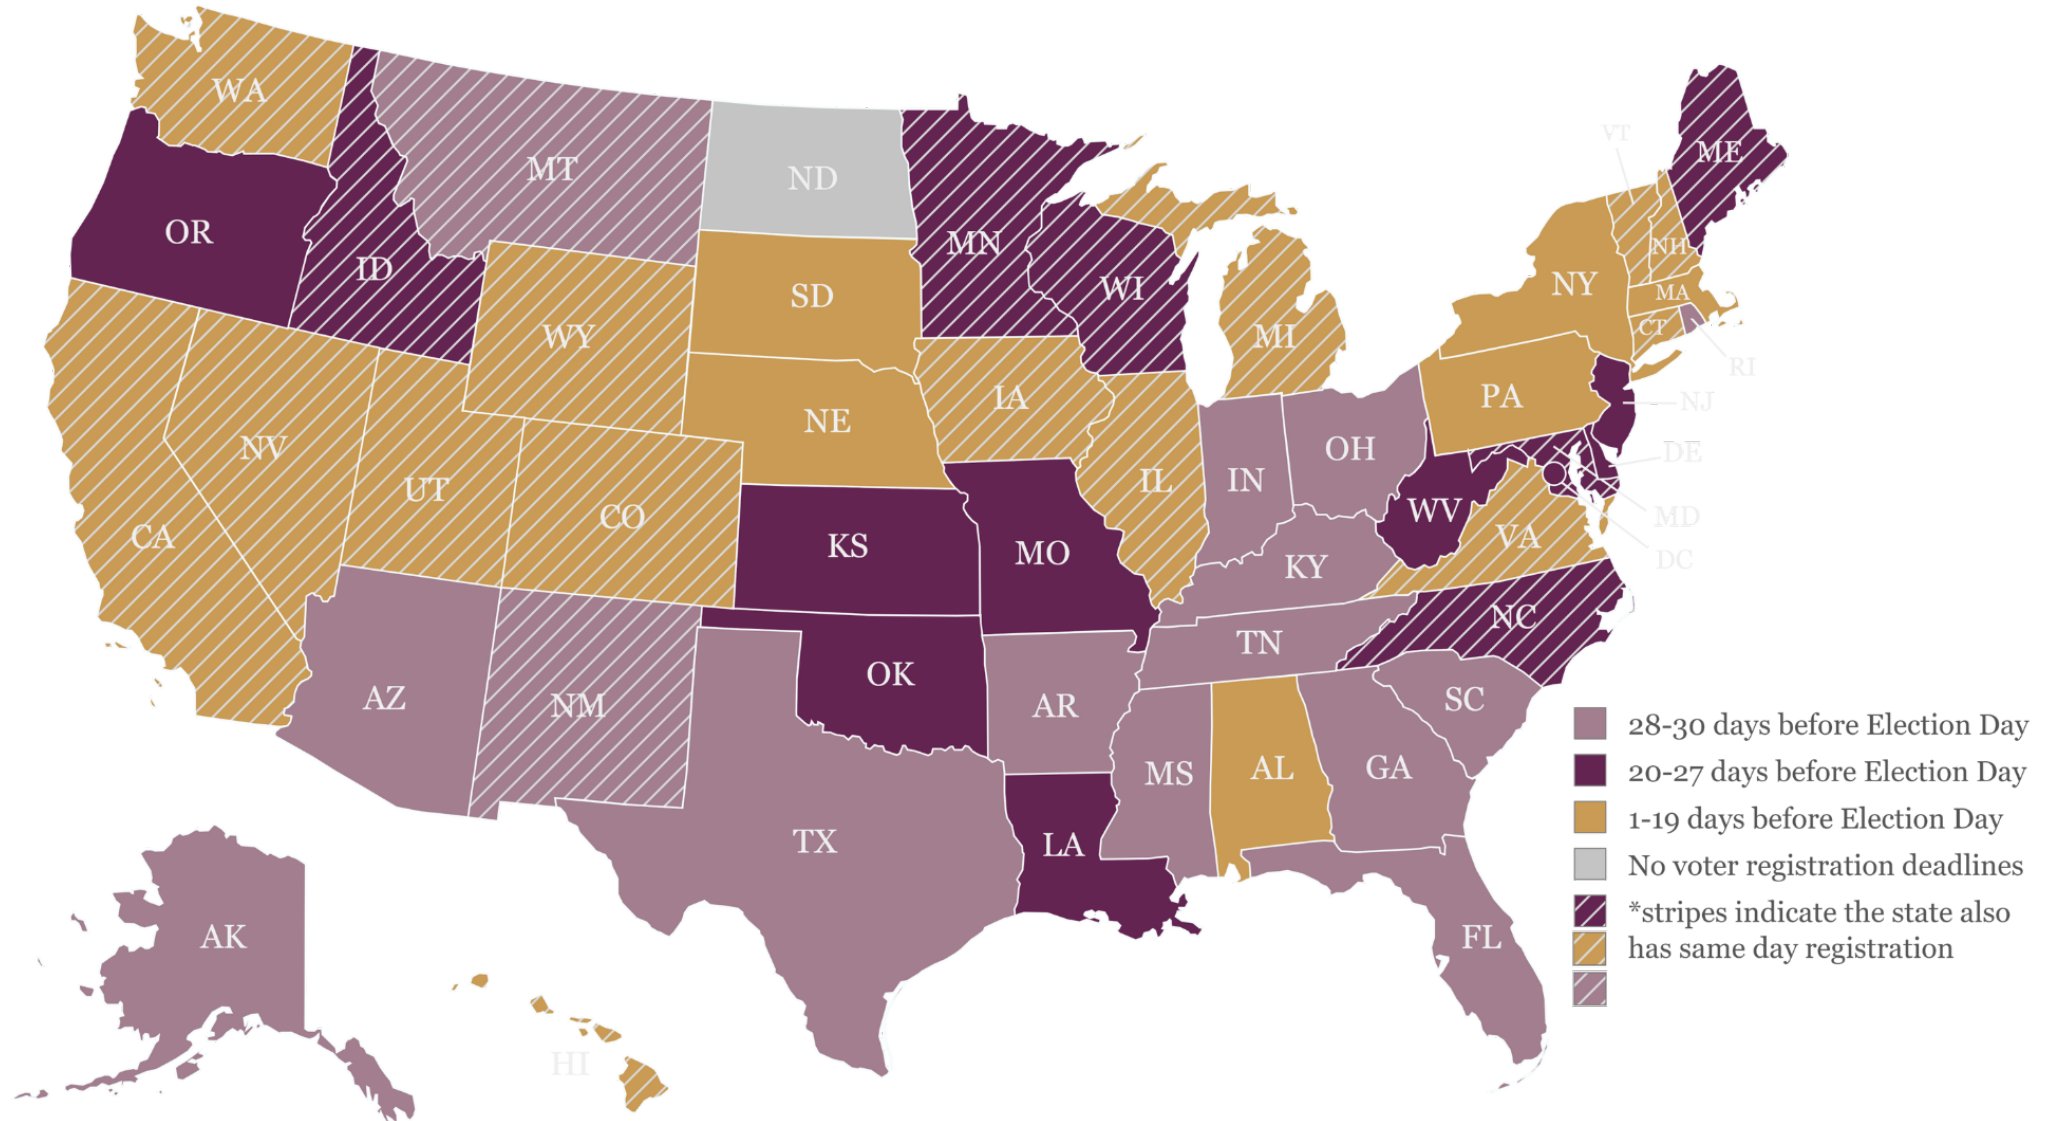 WA
MT
ND
MN
ME
VT
OR
ID
SD
WI
MI
NY
NH
MA
CT
RI
WY
NE
IA
PA
NJ
NV
UT
CO
IL
IN
OH
DE
CA
KS
MO
KY
WV
VA
MD
DC
AZ
NM
OK
AR
TN
NC
SC
TX
LA
MS
AL
GA
FL
AK
HI
28-30 days before Election Day
20-27 days before Election Day
1-19 days before Election Day
No voter registration deadlines
*stripes indicate the state also
has same day registration